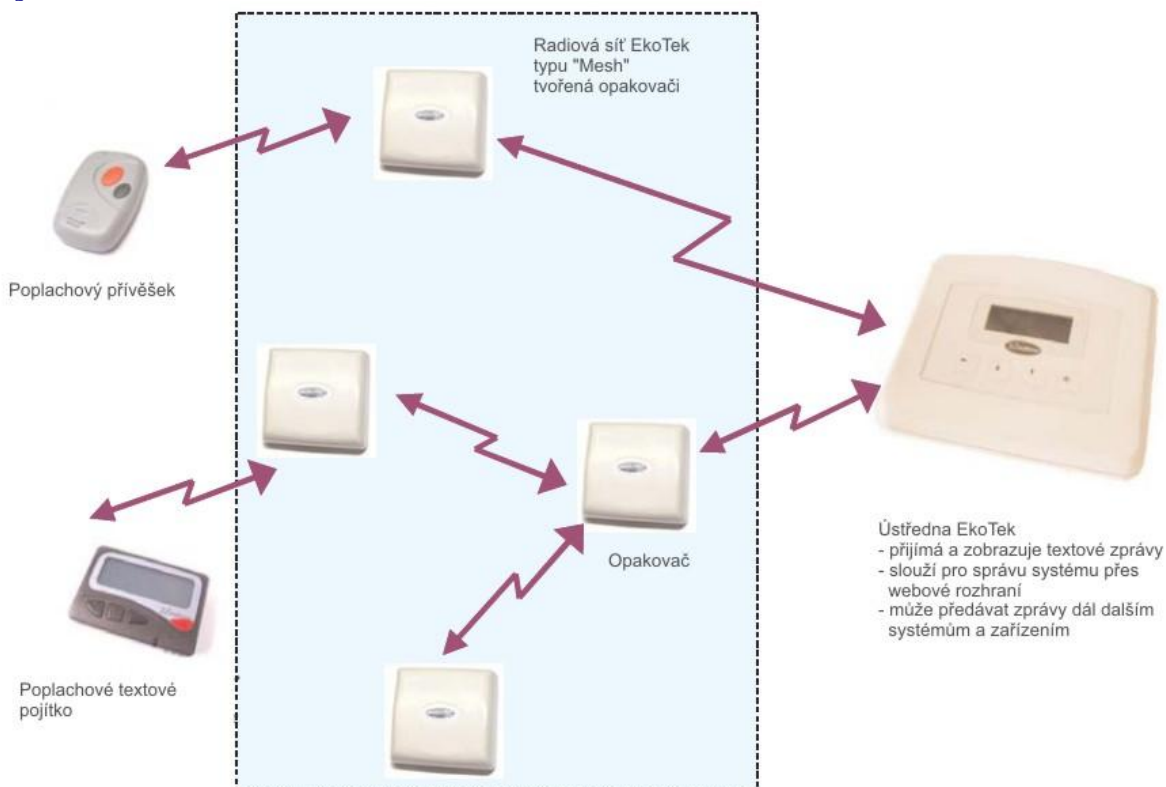 Radiová síť EkoTek
typu "Mesh"
tvořená opakovači
Poplachový přívěšek
Opakovač
Ústředna EkoTek
- přijímá a zobrazuje textové zprávy
- slouží pro správu systému přes
webové rozhraní
- může předávat zprávy dál dalším
systémům a zařízením
Poplachové textové
pojítko